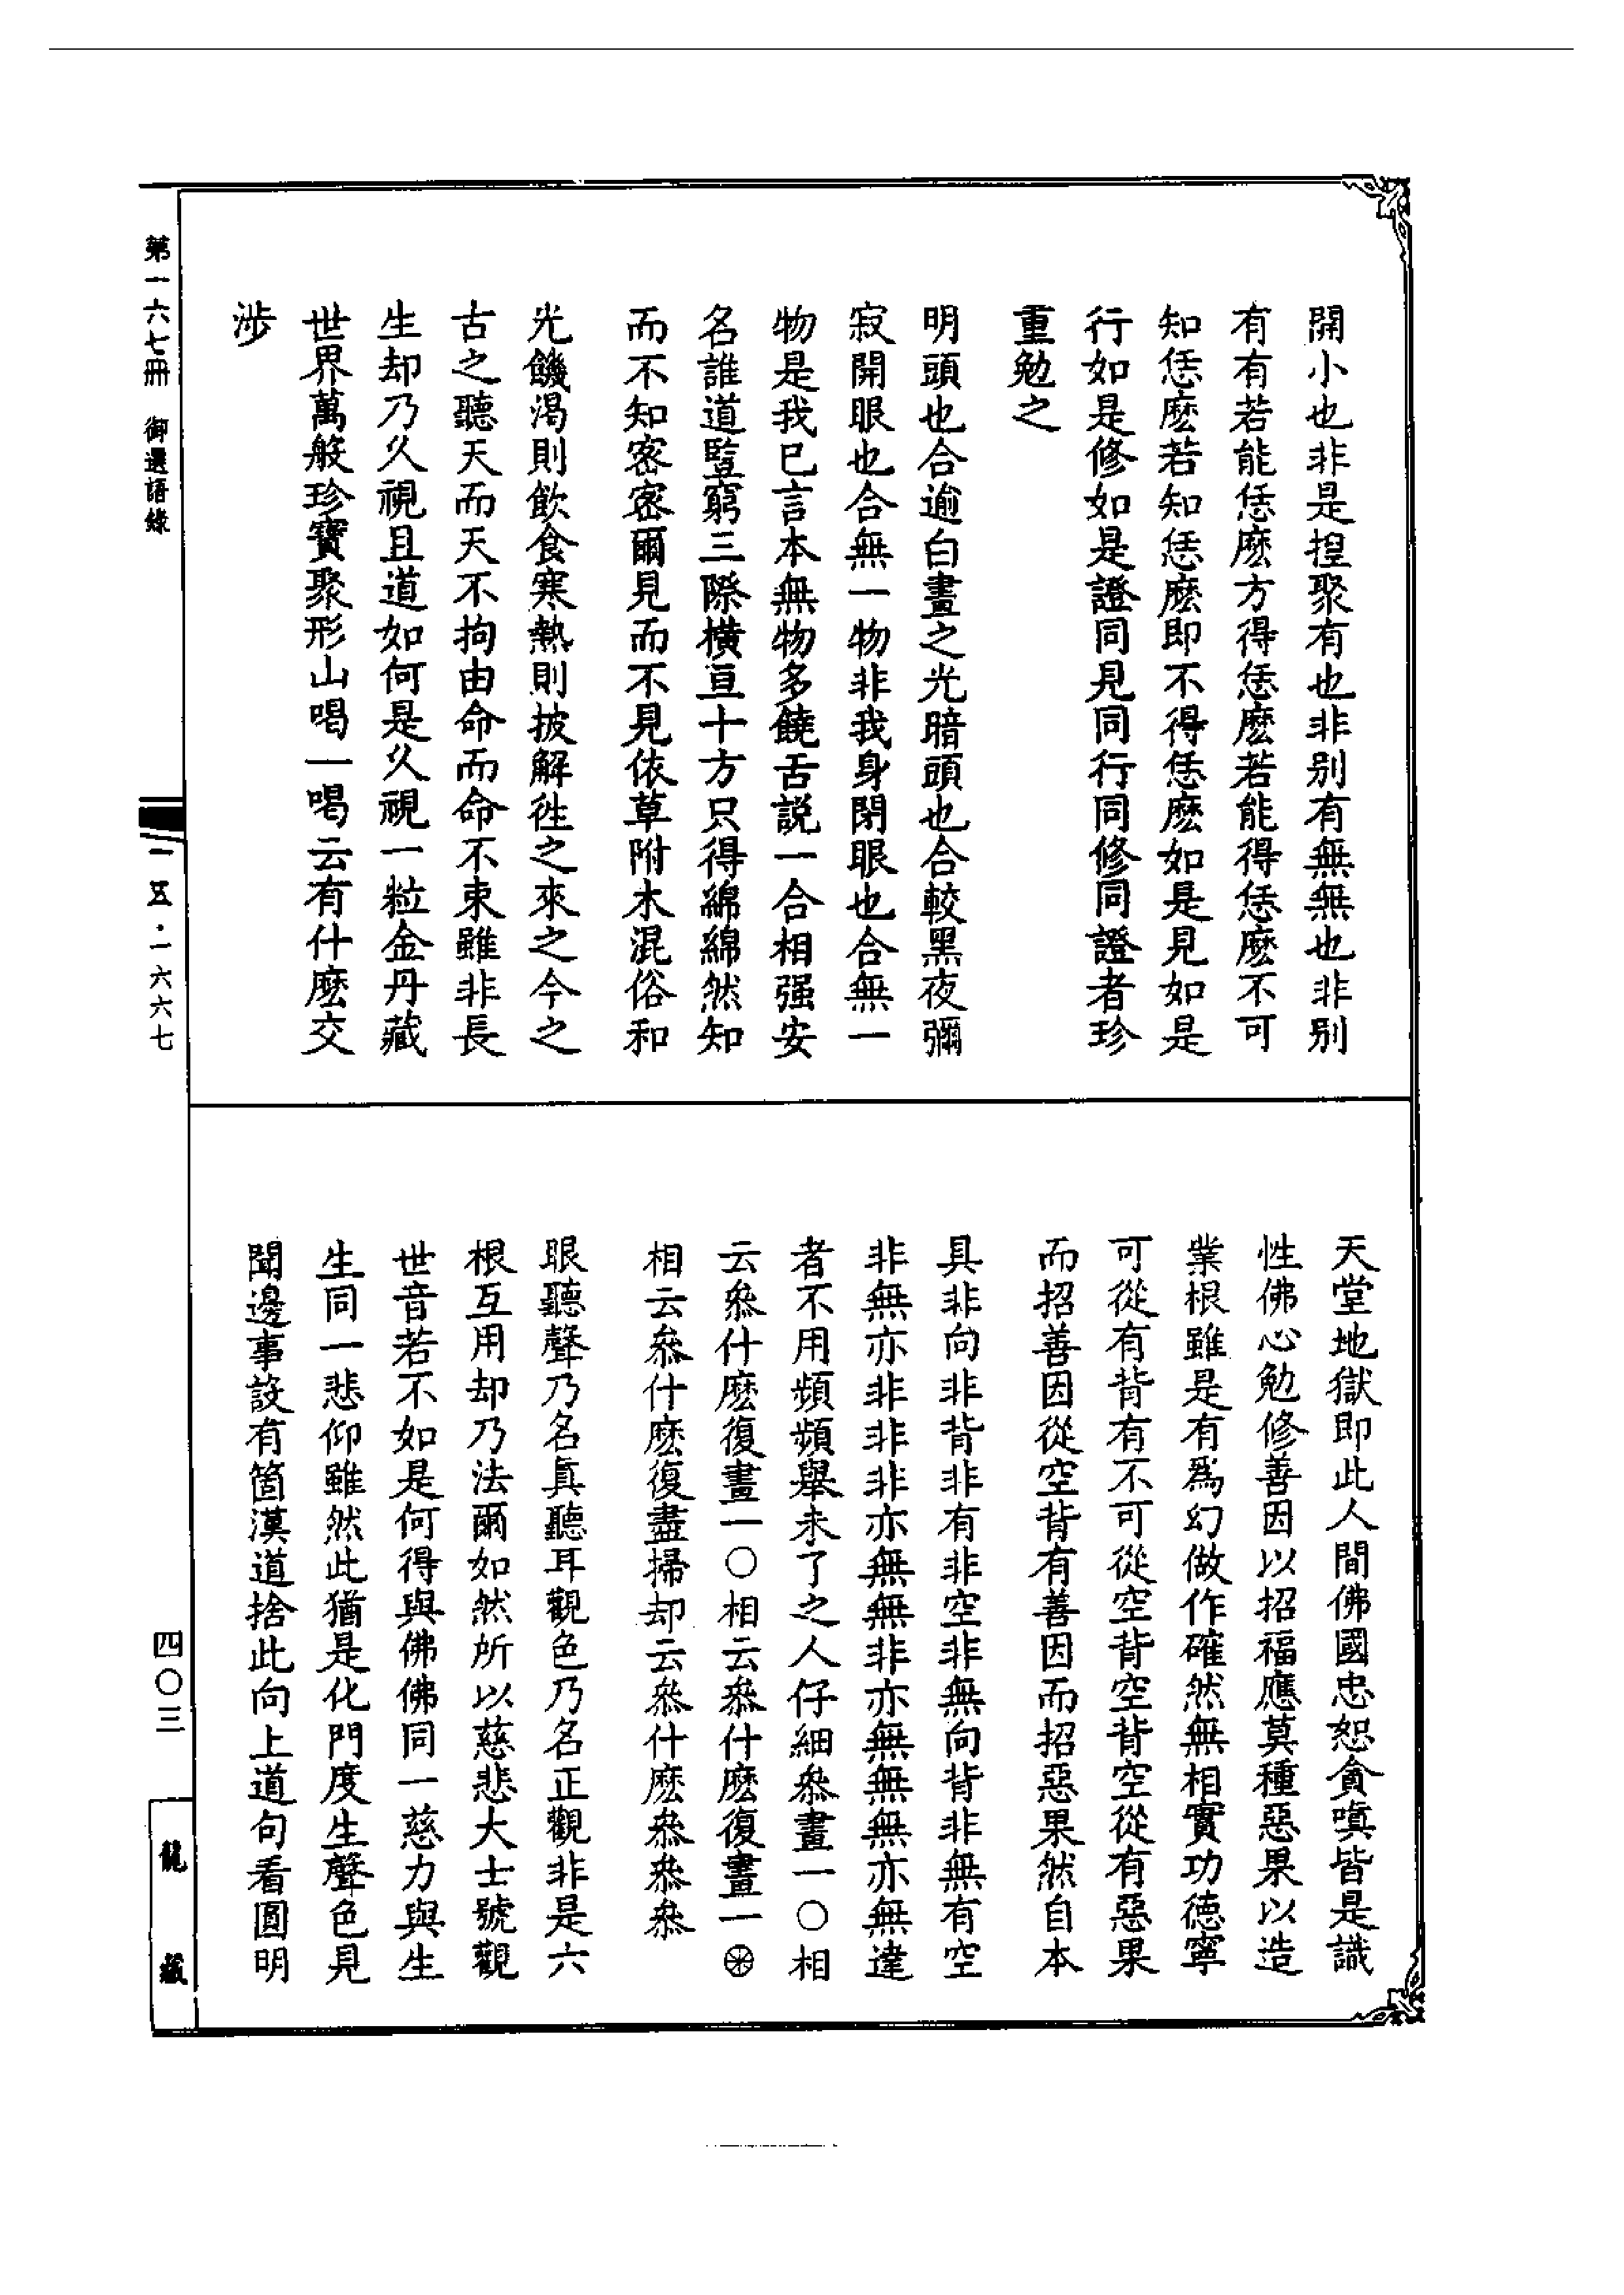 開小也非是揑聚有也非别有無無也非别
有有若能恁麽方得恁麽若能得恁麽不可
知恁麽若知恁麽即不得恁麽如是見如是
行如是修如是證同見同行同修同證者珍
重勉之
明頭也合逾白晝之光暗頭也合較黑夜彌
寂開眼也合無一物非我身閉眼也合無一
物是我已言本無物多饒舌説一合相强安
名誰道豎窮三際横亘十方只得綿綿然知
而不知密密爾見而不見依草附木混俗和
光饑渴則飲食寒熱則披解徃之來之今之
古之聽天而天不拘由命而命不東雖非長
生却乃久視且道如何是久視一粒金丹藏
世界萬般珍寶聚形山喝一喝云有什麽交
涉
天堂地獄即此人間佛國忠恕貪嗔皆是識
性佛心勉修善因以招福應莫種惡果以造
業根雖是有爲幻做作確然無相實功德寧
可從有背有不可從空背空背空從有惡果
而招善因從空背有善因而招惡果然自本
具非向非背非有非空非無向背非無有空
非無亦非非非亦無無非亦無無無亦無達
者不用頻頻舉未了之人仔細叅畫一〇相
云叅什麽復畫一〇相云叅什麽復畫一⊛
相云叅什麽復盡掃却云叅什麽叅叅叅
眼聽聲乃名真聽耳觀色乃名正觀非是六
根互用却乃法爾如然所以慈悲大士號觀
世音若不如是何得與佛佛同一慈力與生
生同一悲仰雖然此猶是化門度生聲色見
聞邊事設有箇漢道捨此向上道句看圓明
第一六七冊 御選語錄
一五·一六六七
四〇三
龍藏